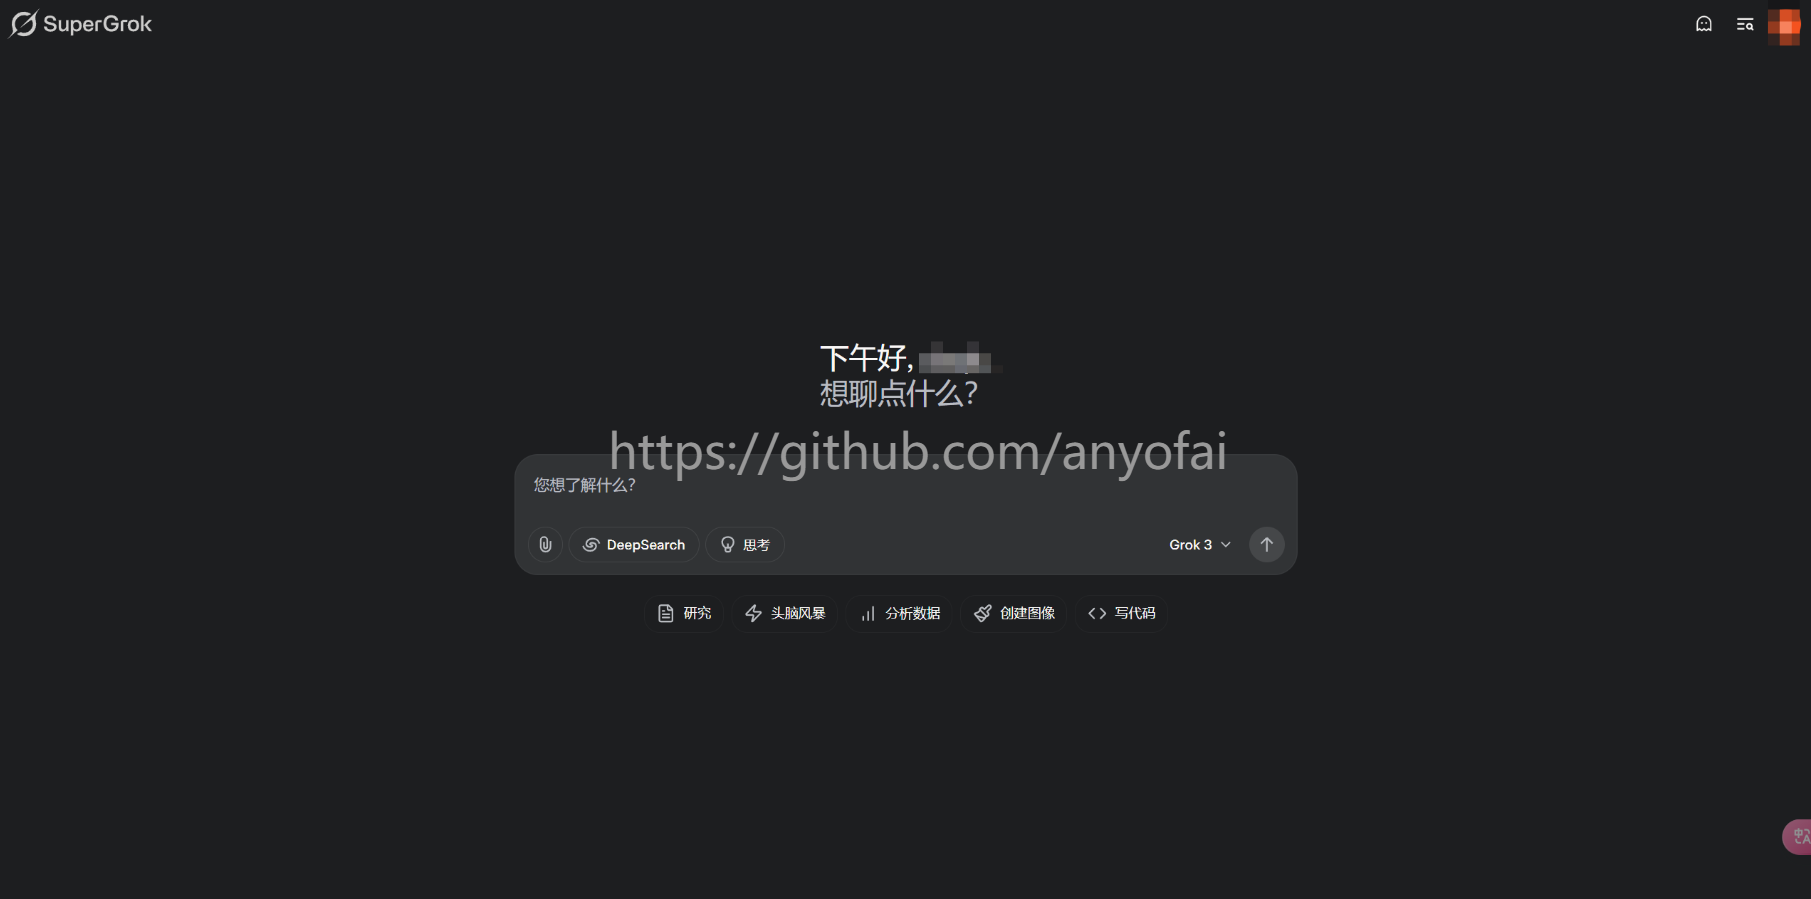 SuperGrok
下午好,
想聊点什么?
https://github.com/anyofai
您想了解什么?
DeepSearch
思考
Grok 3
研究
头脑风暴
分析数据
创建图像
写代码